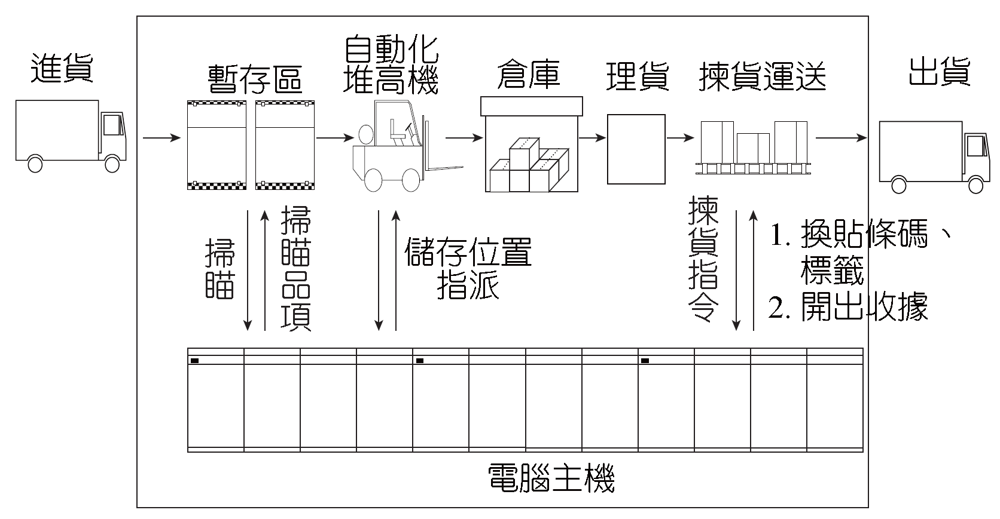 進貨
暫存區
自動化
堆高機
倉庫
理貨
揀貨運送
出貨
掃瞄
掃瞄品項
儲存位置
指派
揀貨指令
1. 換貼條碼、
標籤
2. 開出收據
電腦主機